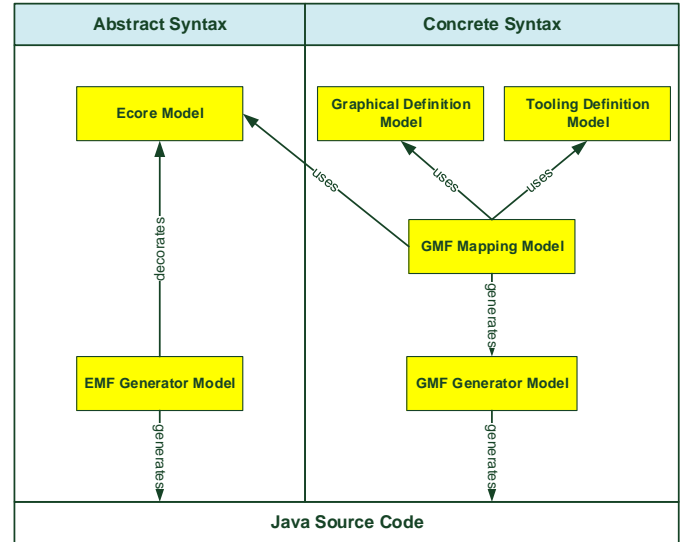 Abstract Syntax
Concrete Syntax
Ecore Model
Graphical Definition
Model
Tooling Definition
Model
uses
uses
uses
GMF Mapping Model
decorates
generates
EMF Generator Model
GMF Generator Model
generates
generates
Java Source Code